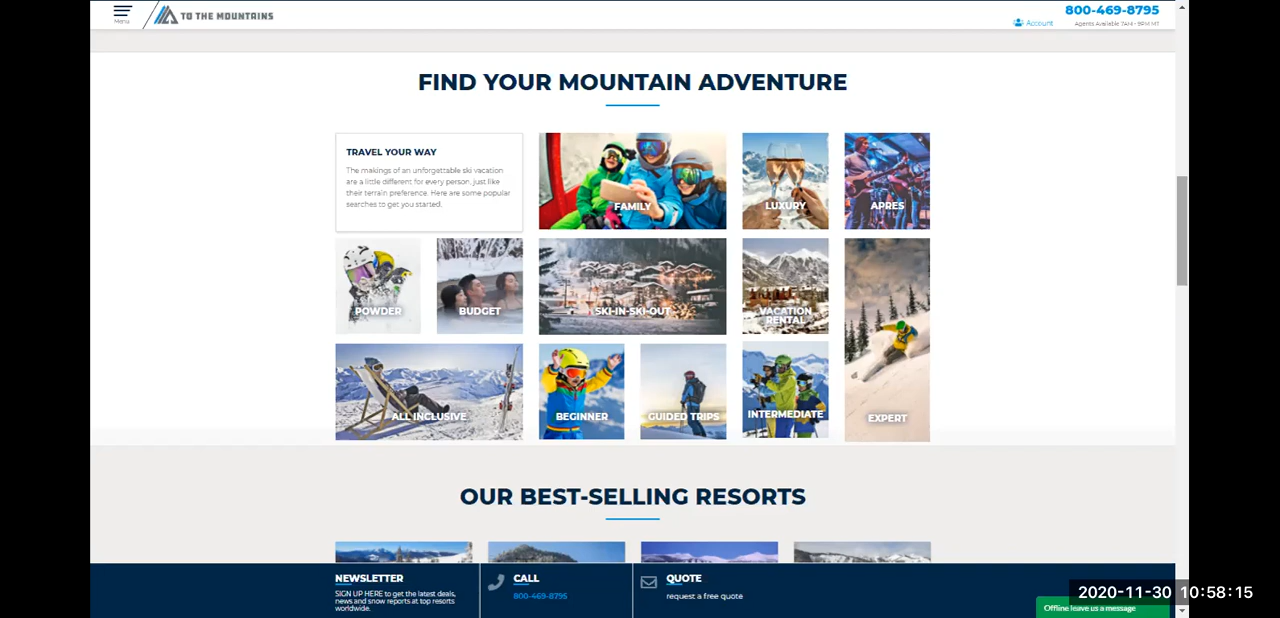 Menu
TO THE MOUNTAINS
800-469-8795
Account
Agents Available 7AM - 9PM MT
FIND YOUR MOUNTAIN ADVENTURE
TRAVEL YOUR WAY
The makings of an unforgettable ski vacation
are a little different for every person, just like
their terrain preference. Here are some popular
searches to get you started.
FAMILY
LUXURY
APRES
POWDER
BUDGET
SKI-IN-SKI-OUT
VACATION
RENTAL
ALL INCLUSIVE
BEGINNER
GUIDED TRIPS
INTERMEDIATE
EXPERT
OUR BEST-SELLING RESORTS
NEWSLETTER
SIGN UP HERE to get the latest deals,
news and snow reports at top resorts
worldwide.
CALL
800-469-8795
QUOTE
request a free quote
2020-11-30 10:58:15
Offline leave us a message